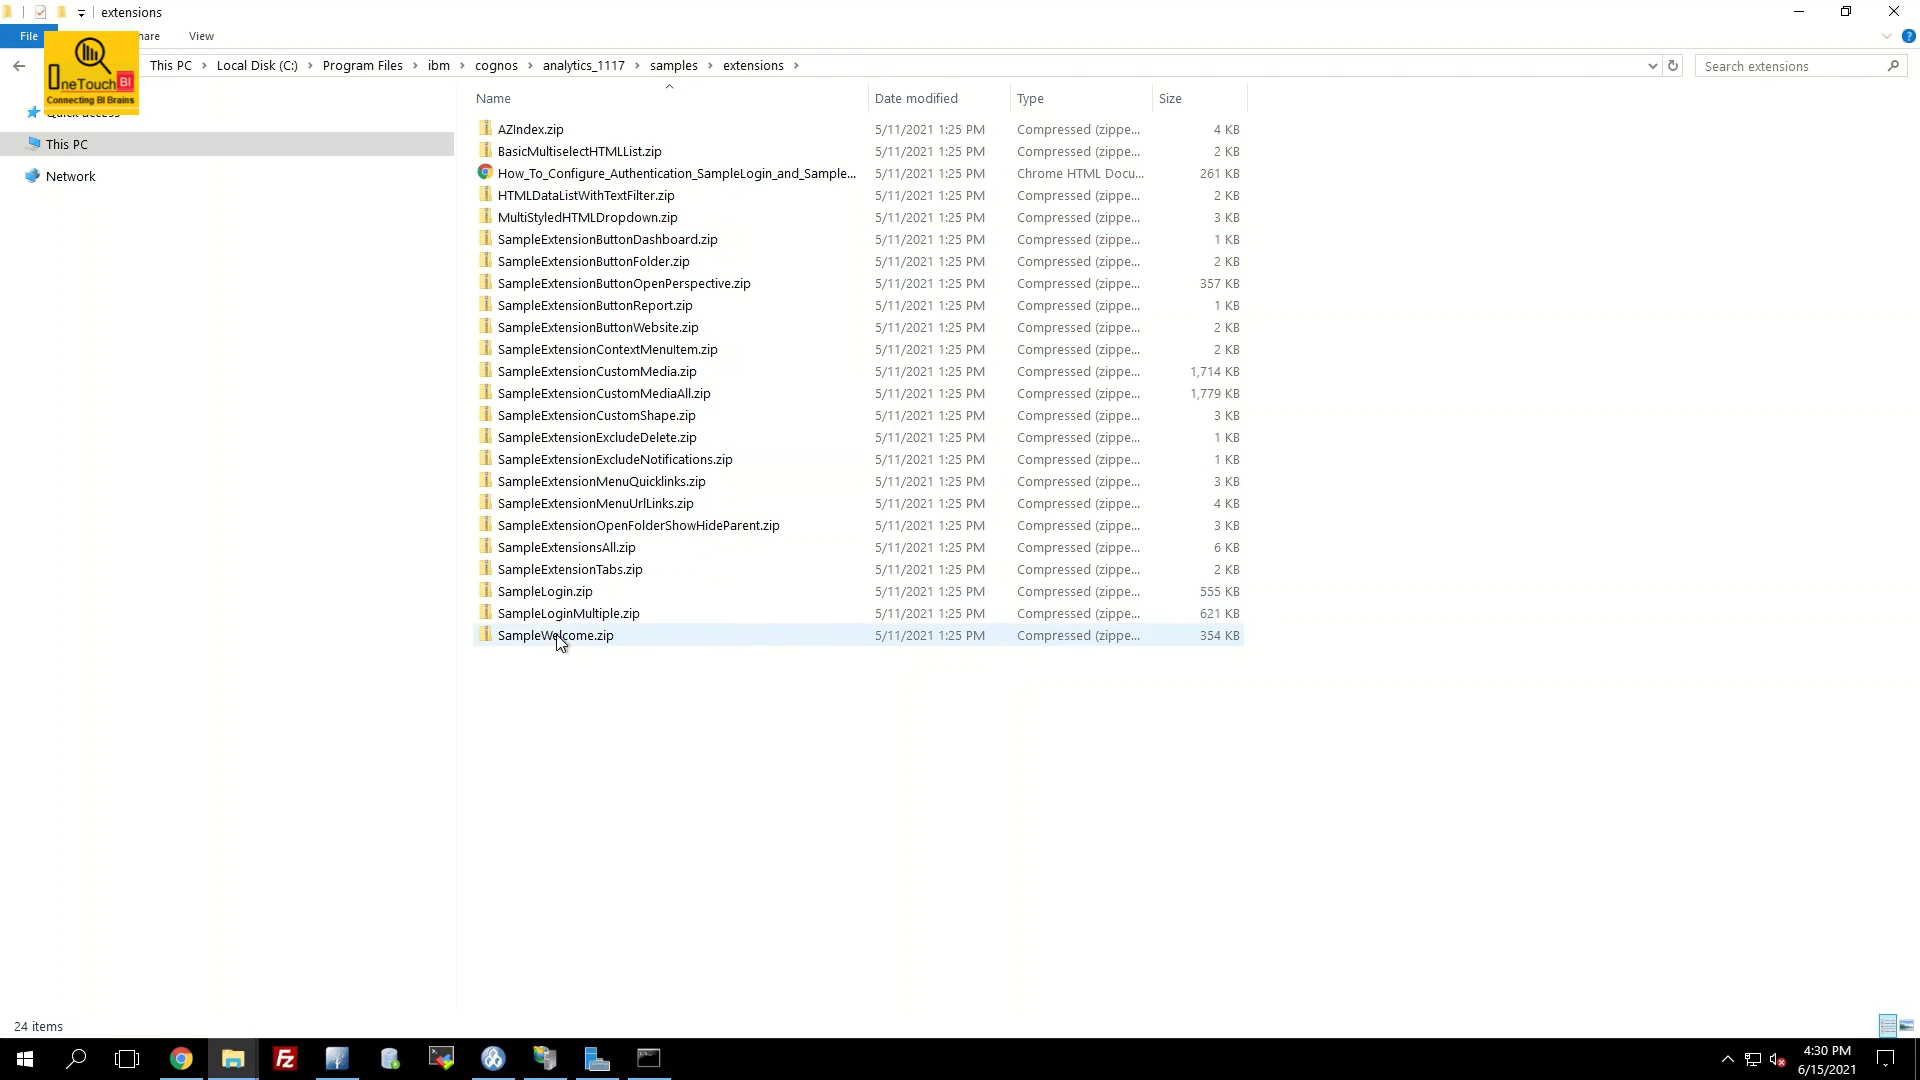 extensions
File
hare
View
OneTouch BI
Connecting BI Brains
This PC > Local Disk (C:) > Program Files > ibm > cognos > analytics_1117 > samples > extensions >
Search extensions
This PC
Network
Name Date modified Type Size
AZIndex.zip 5/11/2021 1:25 PM Compressed (zippe... 4 KB
BasicMultiselectHTMLList.zip 5/11/2021 1:25 PM Compressed (zippe... 2 KB
How_To_Configure_Authentication_SampleLogin_and_Sample... 5/11/2021 1:25 PM Chrome HTML Docu... 261 KB
HTMLDataListWithTextFilter.zip 5/11/2021 1:25 PM Compressed (zippe... 2 KB
MultiStyledHTMLDropdown.zip 5/11/2021 1:25 PM Compressed (zippe... 3 KB
SampleExtensionButtonDashboard.zip 5/11/2021 1:25 PM Compressed (zippe... 1 KB
SampleExtensionButtonFolder.zip 5/11/2021 1:25 PM Compressed (zippe... 2 KB
SampleExtensionButtonOpenPerspective.zip 5/11/2021 1:25 PM Compressed (zippe... 357 KB
SampleExtensionButtonReport.zip 5/11/2021 1:25 PM Compressed (zippe... 1 KB
SampleExtensionButtonWebsite.zip 5/11/2021 1:25 PM Compressed (zippe... 2 KB
SampleExtensionContextMenuItem.zip 5/11/2021 1:25 PM Compressed (zippe... 2 KB
SampleExtensionCustomMedia.zip 5/11/2021 1:25 PM Compressed (zippe... 1,714 KB
SampleExtensionCustomMediaAll.zip 5/11/2021 1:25 PM Compressed (zippe... 1,779 KB
SampleExtensionCustomShape.zip 5/11/2021 1:25 PM Compressed (zippe... 3 KB
SampleExtensionExcludeDelete.zip 5/11/2021 1:25 PM Compressed (zippe... 1 KB
SampleExtensionExcludeNotifications.zip 5/11/2021 1:25 PM Compressed (zippe... 1 KB
SampleExtensionMenuQuicklinks.zip 5/11/2021 1:25 PM Compressed (zippe... 3 KB
SampleExtensionMenuUrlLinks.zip 5/11/2021 1:25 PM Compressed (zippe... 4 KB
SampleExtensionOpenFolderShowHideParent.zip 5/11/2021 1:25 PM Compressed (zippe... 3 KB
SampleExtensionsAll.zip 5/11/2021 1:25 PM Compressed (zippe... 6 KB
SampleExtensionTabs.zip 5/11/2021 1:25 PM Compressed (zippe... 2 KB
SampleLogin.zip 5/11/2021 1:25 PM Compressed (zippe... 555 KB
SampleLoginMultiple.zip 5/11/2021 1:25 PM Compressed (zippe... 621 KB
SampleWelcome.zip 5/11/2021 1:25 PM Compressed (zippe... 354 KB
24 items
4:30 PM
6/15/2021